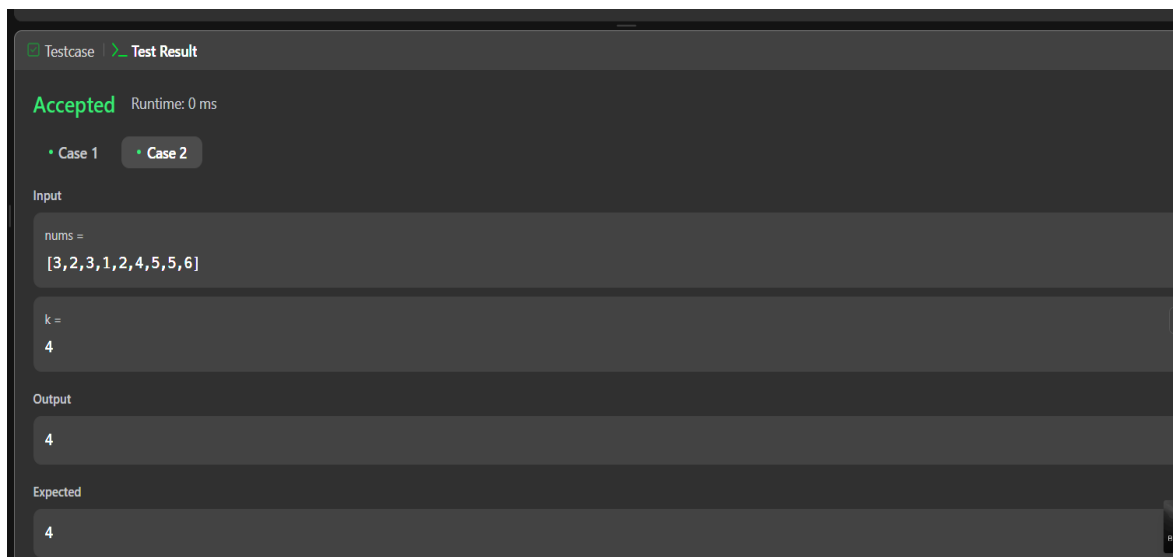 Testcase | >_ Test Result
Accepted Runtime: 0 ms
• Case 1 • Case 2
Input
nums =
[3,2,3,1,2,4,5,5,6]
k =
4
Output
4
Expected
4